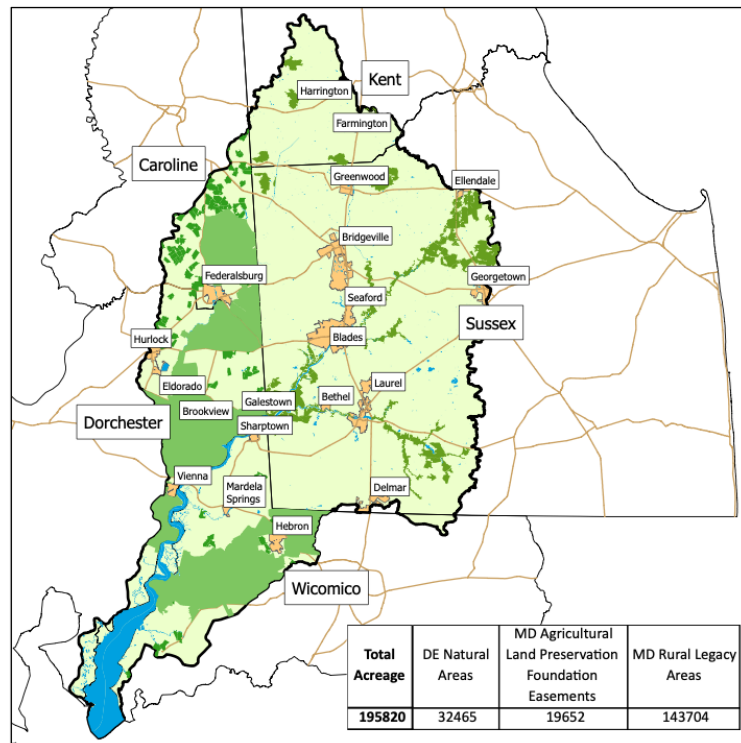 Kent
Harrington
Farmington
Caroline
Greenwood
Ellendale
Bridgeville
Federalsburg
Georgetown
Seaford
Sussex
Hurlock
Blades
Eldorado
Laurel
Galestown
Bethel
Brookview
Dorchester
Sharptown
Vienna
Mardela
Springs
Delmar
Hebron
Wicomico
Total
Acreage
DE Natural
Areas
MD Agricultural
Land Preservation
Foundation
Easements
MD Rural Legacy
Areas
195820
32465
19652
143704